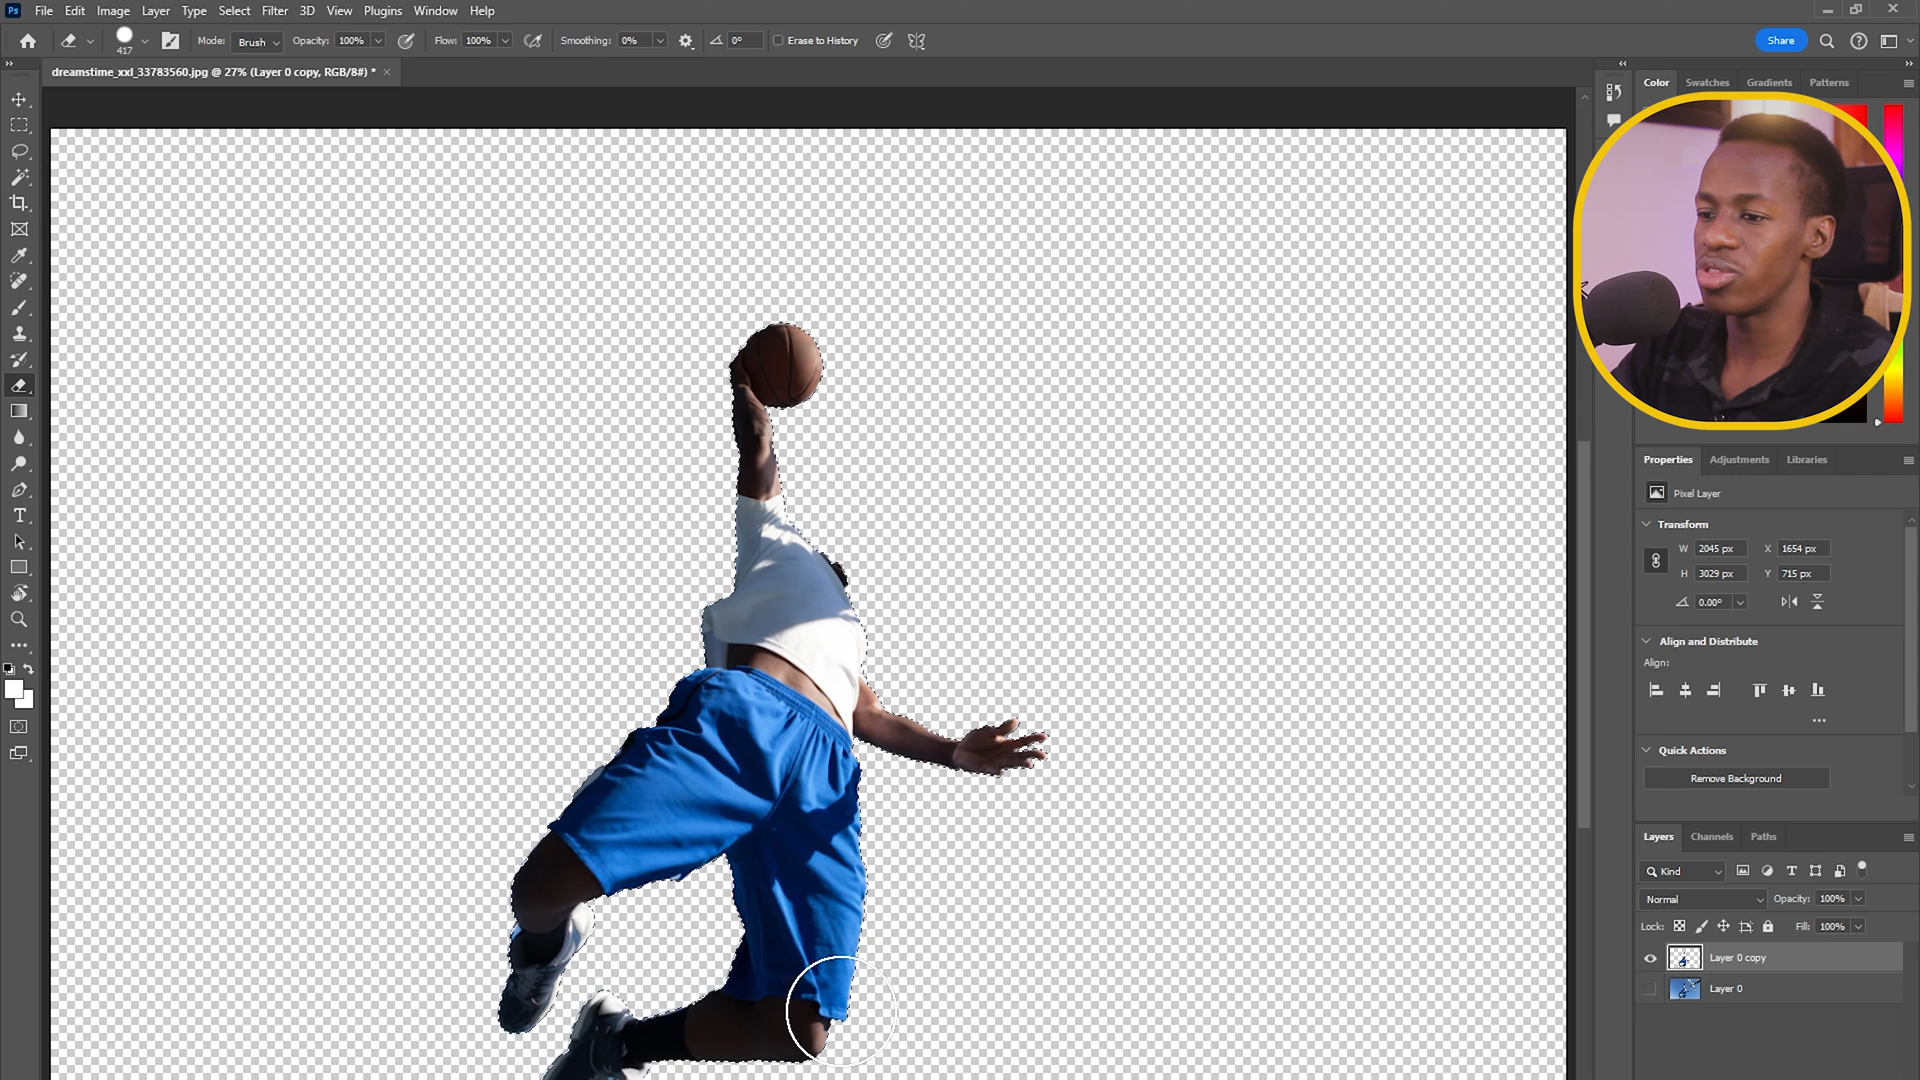 Ps File Edit Image Layer Type Select Filter 3D View Plugins Window Help
417 Mode: Brush Opacity: 100% Flow: 100% Smoothing: 0% 0° Erase to History Share
dreamstime_xxl_33783560.jpg @ 27% (Layer 0 copy, RGB/8#) * ×
Color Swatches Gradients Patterns
Properties Adjustments Libraries
Pixel Layer
Transform
W 2045 px X 1654 px
H 3029 px Y 715 px
0.00°
Align and Distribute
Align:
Quick Actions
Remove Background
Layers Channels Paths
Kind
Normal Opacity: 100%
Lock: Fill: 100%
Layer 0 copy
Layer 0